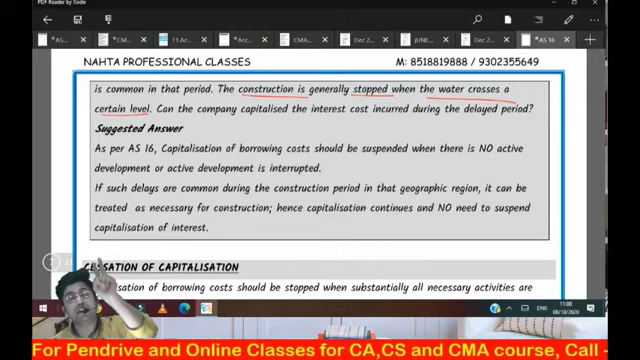 PDF Reader by Xodo
*AS...
*CM...
11.Ac...
*Acc...
CMA...
Dec 2...
jUNE...
Dec 2...
*AS 16
NAHTA PROFESSIONAL CLASSES M: 8518819888 / 9302355649
is common in that period. The construction is generally stopped when the water crosses a
certain level. Can the company capitalised the interest cost incurred during the delayed period?
Suggested Answer
As per AS 16, Capitalisation of borrowing costs should be suspended when there is NO active
development or active development is interrupted.
If such delays are common during the construction period in that geographic region, it can be
treated as necessary for construction; hence capitalisation continues and NO need to suspend
capitalisation of interest.
CESSATION OF CAPITALISATION
isation of borrowing costs should be stopped when substantially all necessary activities are
11:00
08/10/2020
For Pendrive and Online Classes for CA,CS and CMA course, Call -